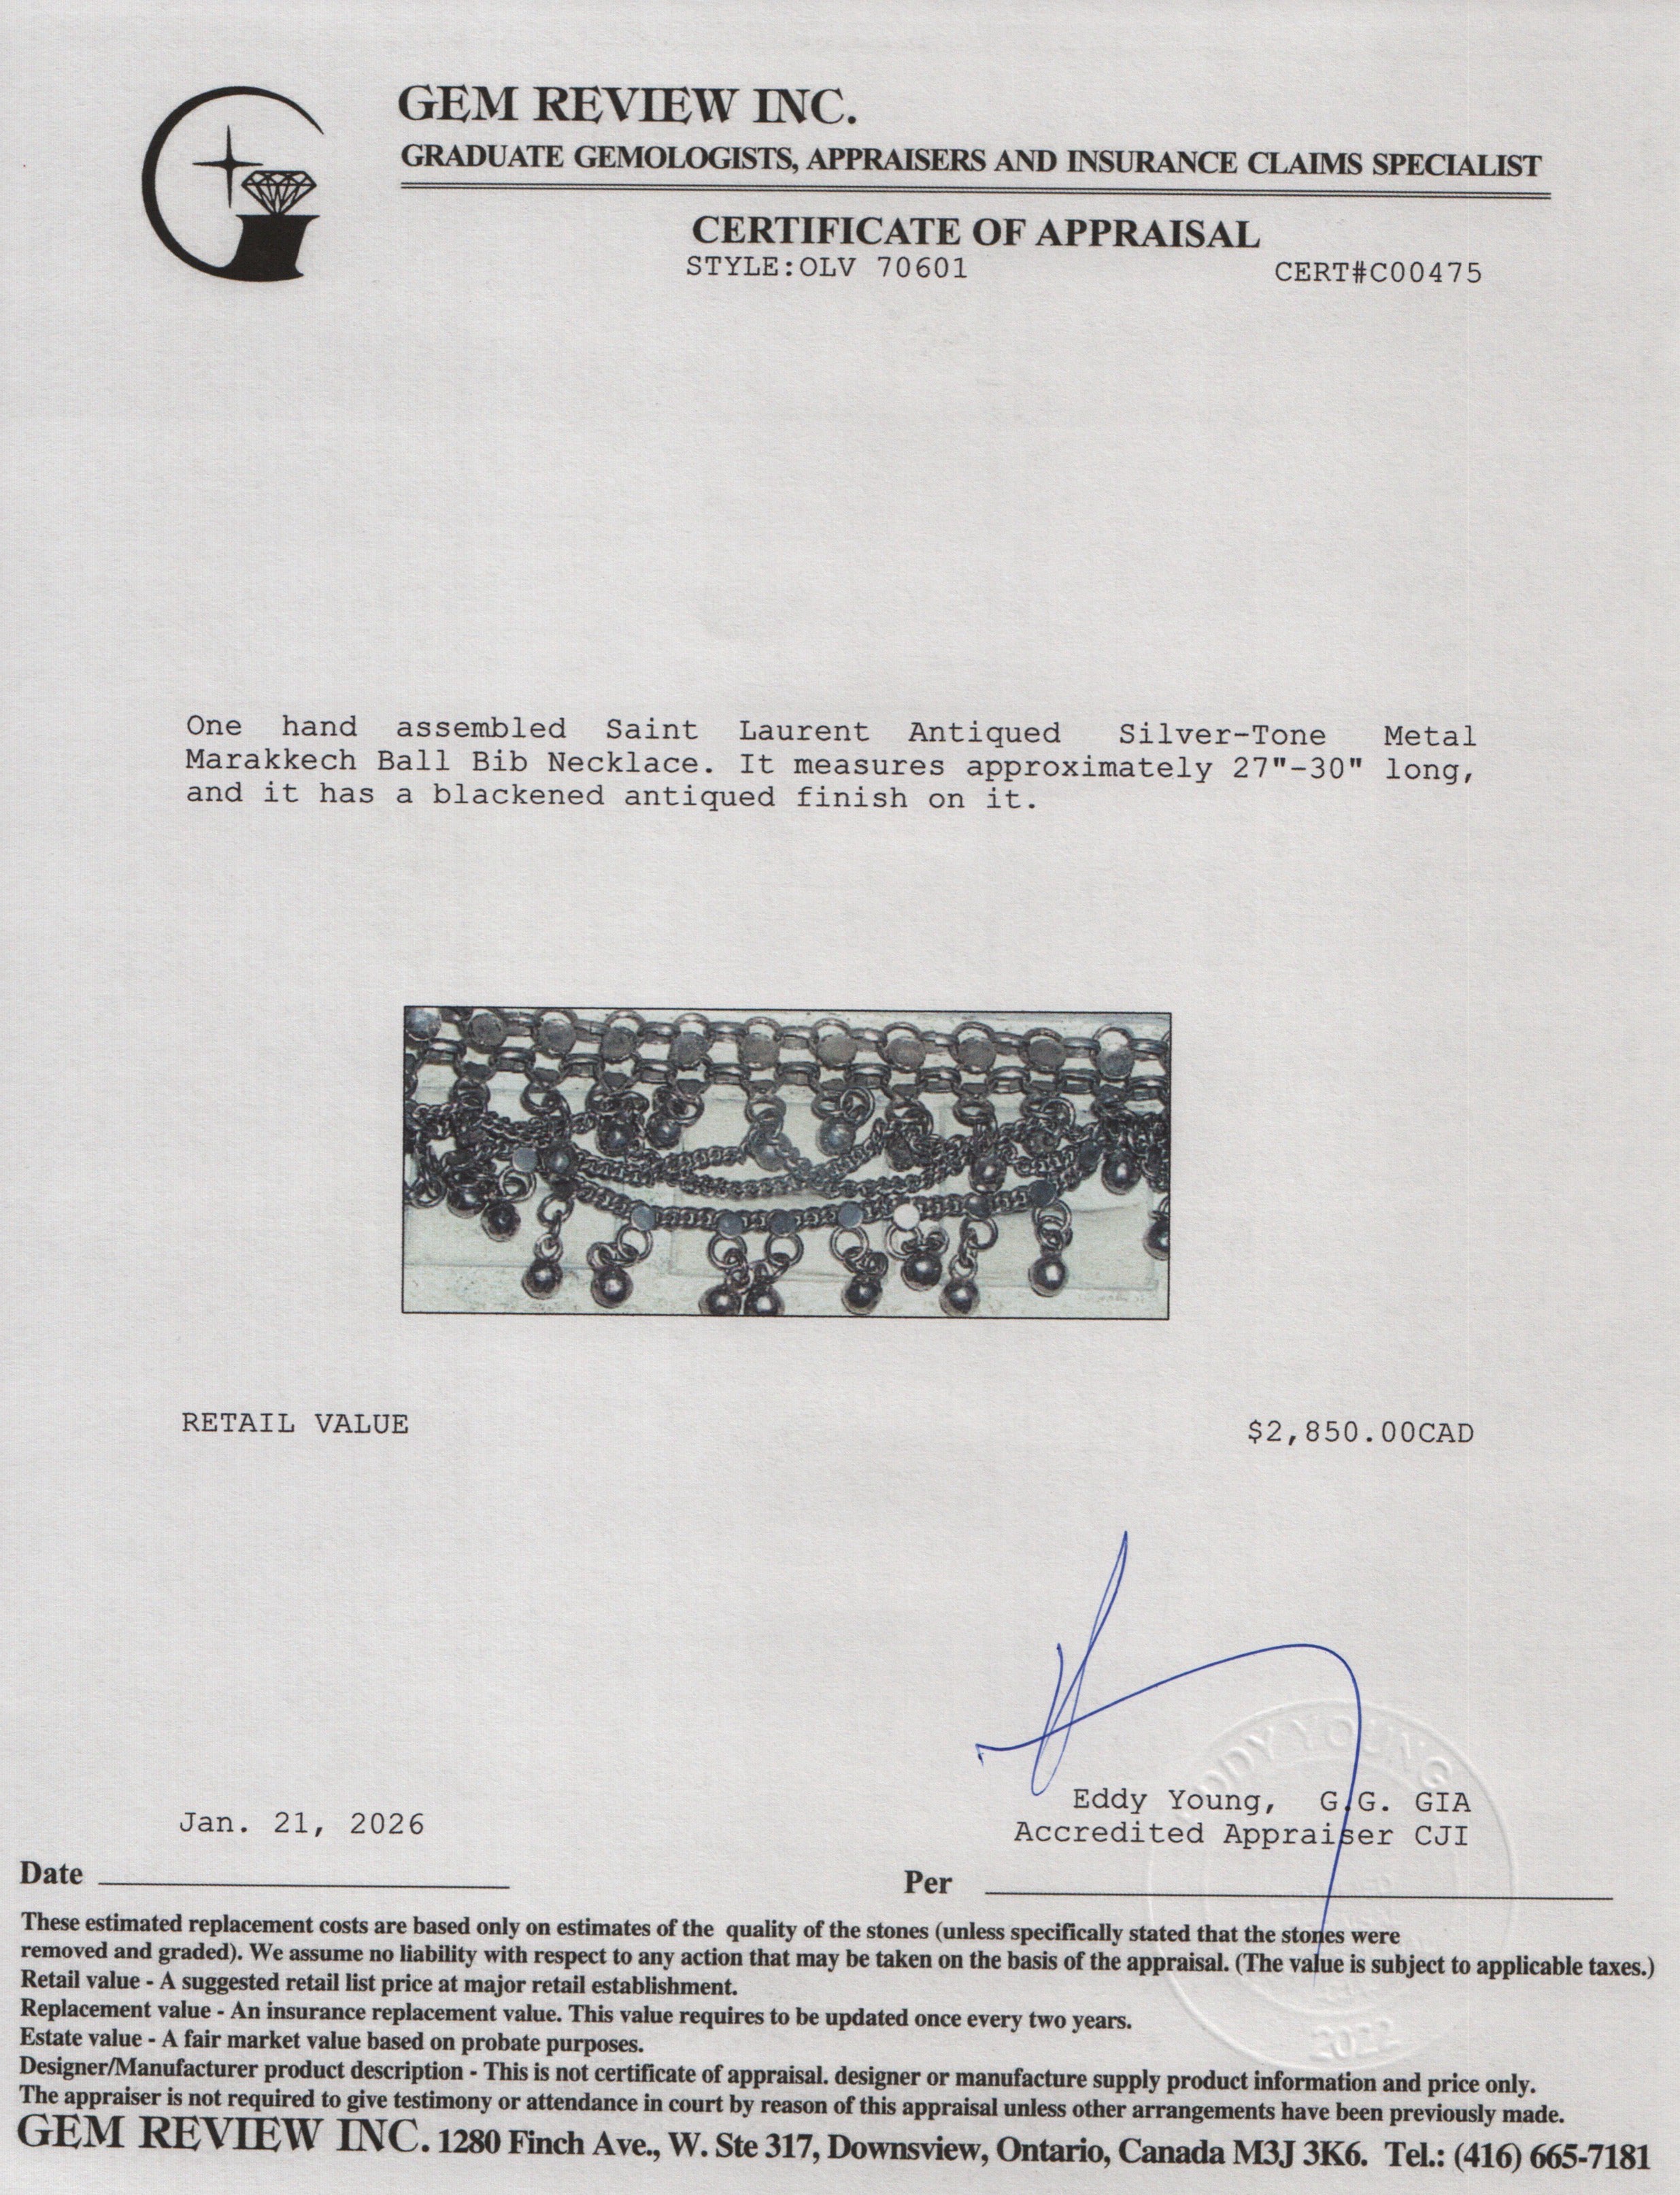 GEM REVIEW INC.
GRADUATE GEMOLOGISTS, APPRAISERS AND INSURANCE CLAIMS SPECIALIST
CERTIFICATE OF APPRAISAL
STYLE:OLV 70601
CERT#C00475
One hand assembled Saint Laurent Antiqued Silver-Tone Metal
Marakkech Ball Bib Necklace. It measures approximately 27"-30" long,
and it has a blackened antiqued finish on it.
RETAIL VALUE
$2,850.00CAD
DDY YOUNG
Eddy Young, G.G. GIA
Accredited Appraiser CJI
Jan. 21, 2026
Date
Per
2022
These estimated replacement costs are based only on estimates of the quality of the stones (unless specifically stated that the stones were
removed and graded). We assume no liability with respect to any action that may be taken on the basis of the appraisal. (The value is subject to applicable taxes.)
Retail value - A suggested retail list price at major retail establishment.
Replacement value - An insurance replacement value. This value requires to be updated once every two years.
Estate value - A fair market value based on probate purposes.
Designer/Manufacturer product description - This is not certificate of appraisal. designer or manufacture supply product information and price only.
The appraiser is not required to give testimony or attendance in court by reason of this appraisal unless other arrangements have been previously made.
GEM REVIEW INC. 1280 Finch Ave., W. Ste 317, Downsview, Ontario, Canada M3J 3K6. Tel.: (416) 665-7181